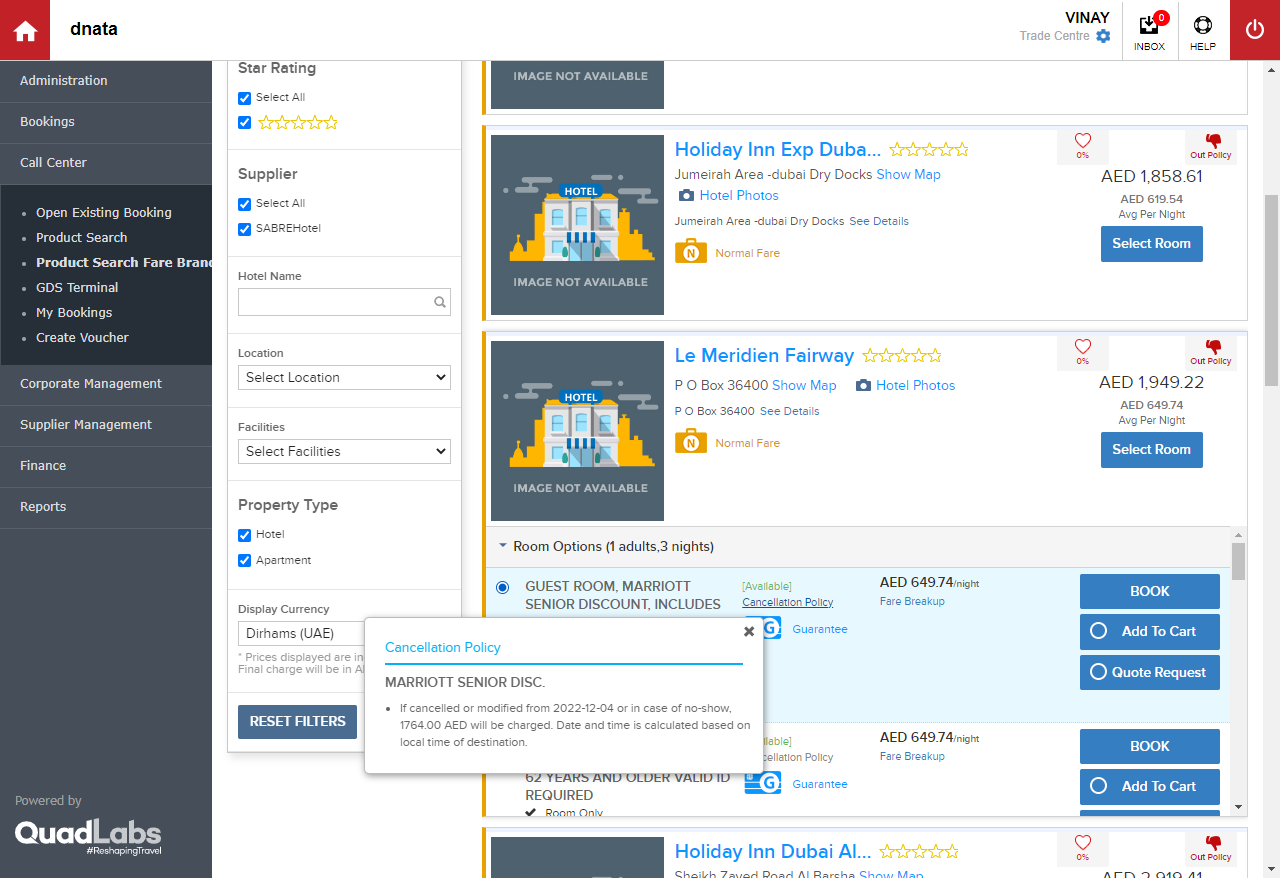 dnata
VINAY
Trade Centre
0
INBOX
HELP
Administration
Bookings
Call Center
Open Existing Booking
Product Search
Product Search Fare Brand
GDS Terminal
My Bookings
Create Voucher
Corporate Management
Supplier Management
Finance
Reports
Powered by
QuadLabs
#ReshapingTravel
Star Rating
Select All
Supplier
Select All
SABREHotel
Hotel Name
Location
Select Location
Facilities
Select Facilities
Property Type
Hotel
Apartment
Display Currency
Dirhams (UAE)
* Prices displayed are in
Final charge will be in A
RESET FILTERS
IMAGE NOT AVAILABLE
HOTEL
IMAGE NOT AVAILABLE
Holiday Inn Exp Duba...
Jumeirah Area -dubai Dry Docks Show Map
Hotel Photos
Jumeirah Area -dubai Dry Docks See Details
N Normal Fare
0%
Out Policy
AED 1,858.61
AED 619.54
Avg Per Night
Select Room
HOTEL
IMAGE NOT AVAILABLE
Le Meridien Fairway
P O Box 36400 Show Map Hotel Photos
P O Box 36400 See Details
N Normal Fare
0%
Out Policy
AED 1,949.22
AED 649.74
Avg Per Night
Select Room
Room Options (1 adults,3 nights)
GUEST ROOM, MARRIOTT
SENIOR DISCOUNT, INCLUDES
[Available]
Cancellation Policy
G Guarantee
AED 649.74/night
Fare Breakup
BOOK
Add To Cart
Quote Request
Cancellation Policy
MARRIOTT SENIOR DISC.
If cancelled or modified from 2022-12-04 or in case of no-show,
1764.00 AED will be charged. Date and time is calculated based on
local time of destination.
62 YEARS AND OLDER VALID ID
REQUIRED
Room Only
ilable]
cellation Policy
G Guarantee
AED 649.74/night
Fare Breakup
BOOK
Add To Cart
Holiday Inn Dubai Al...
Sheikh Zayed Road Al Barsha Show Map
0%
Out Policy
AED 2,919.41